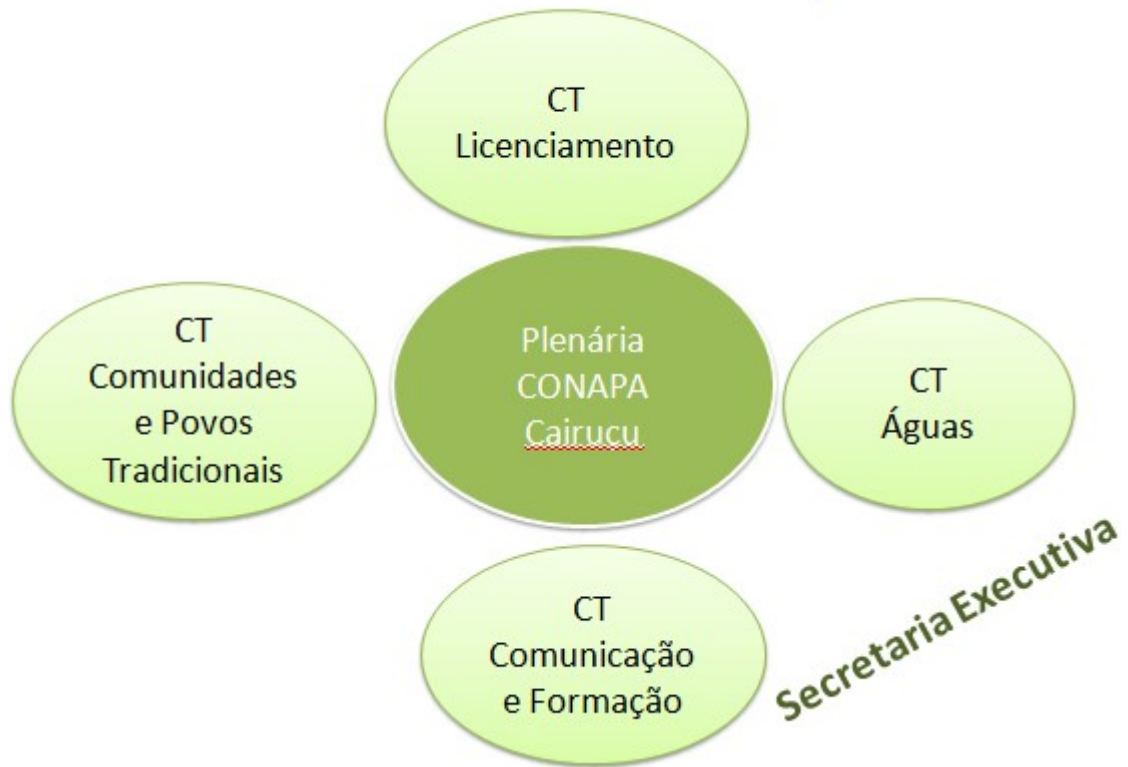 CT
Licenciamento
CT
Comunidades
e Povos
Tradicionais
Plenária
CONAPA
Cairucu
CT
Águas
CT
Comunicação
e Formação
Secretaria Executiva